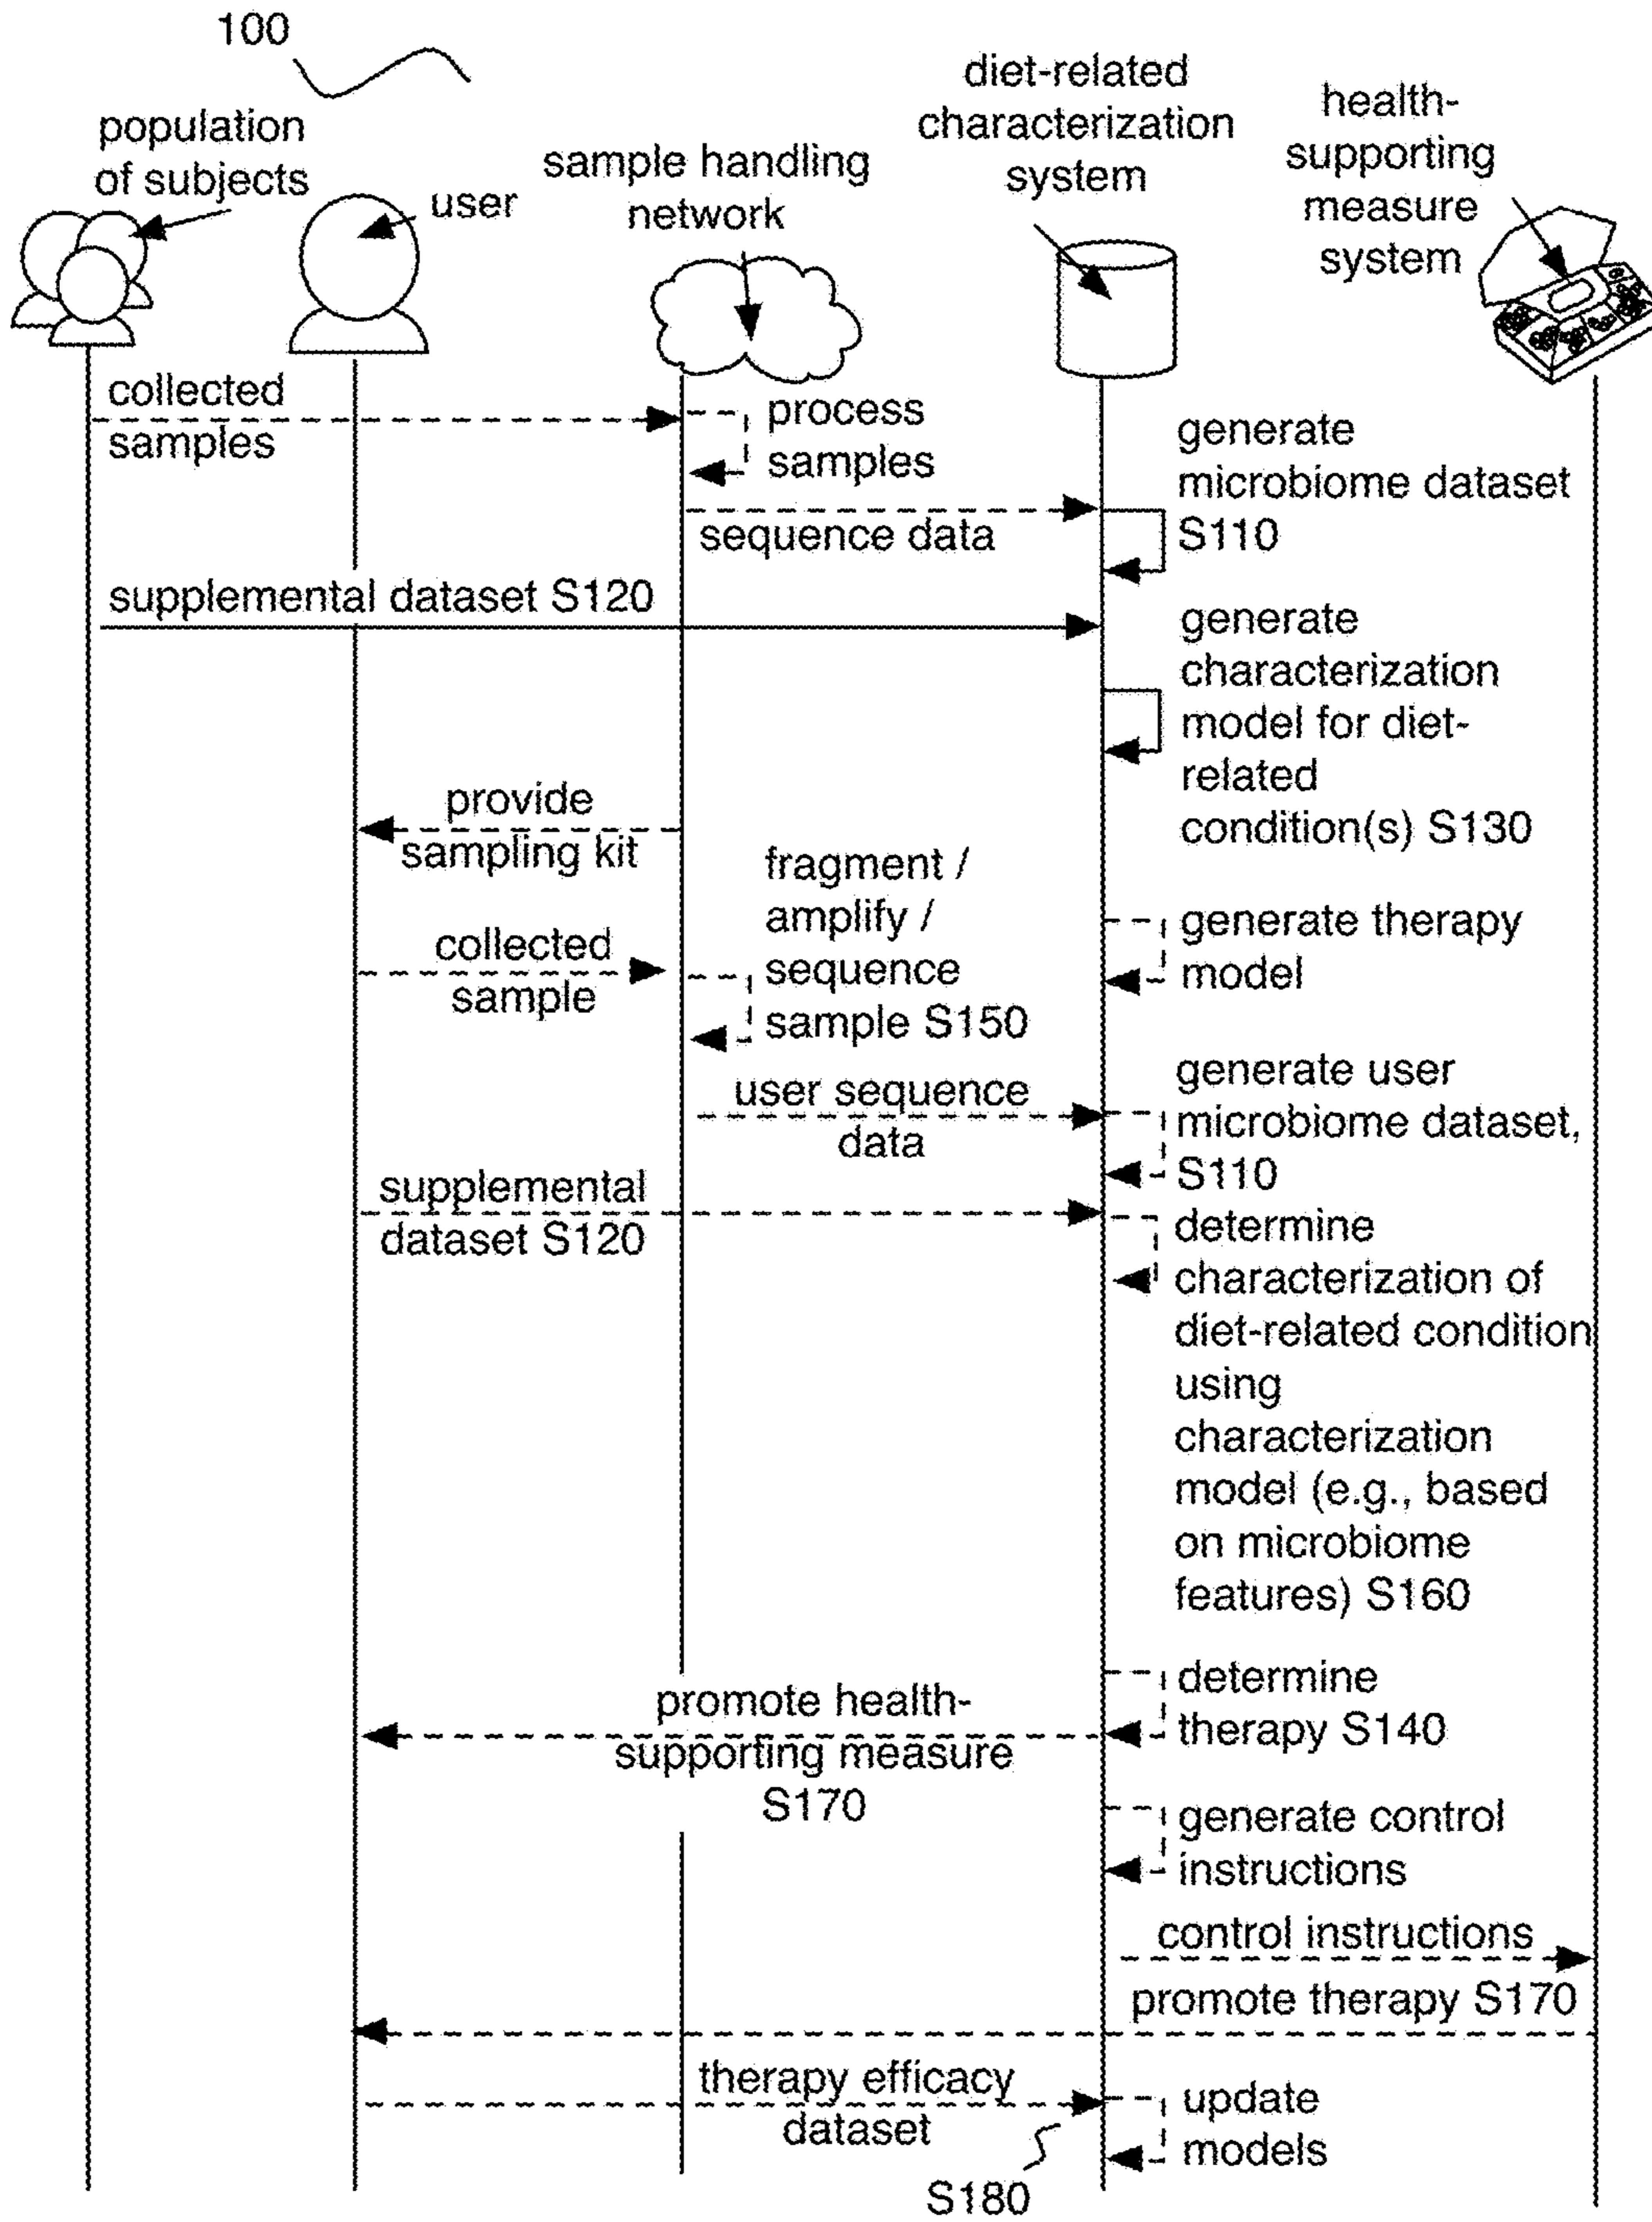 100
population
of subjects
user
sample handling
network
diet-related
characterization
system
health-
supporting
measure
system
collected
samples
process
samples
generate
microbiome dataset
S110
sequence data
supplemental dataset S120
generate
characterization
model for diet-
related
condition(s) S130
provide
sampling kit
fragment /
amplify /
sequence
sample S150
generate therapy
model
collected
sample
user sequence
data
generate user
microbiome dataset,
S110
supplemental
dataset S120
determine
characterization of
diet-related condition
using
characterization
model (e.g., based
on microbiome
features) S160
determine
therapy S140
promote health-
supporting measure
S170
generate control
instructions
control instructions
promote therapy S170
therapy efficacy
dataset
update
models
S180